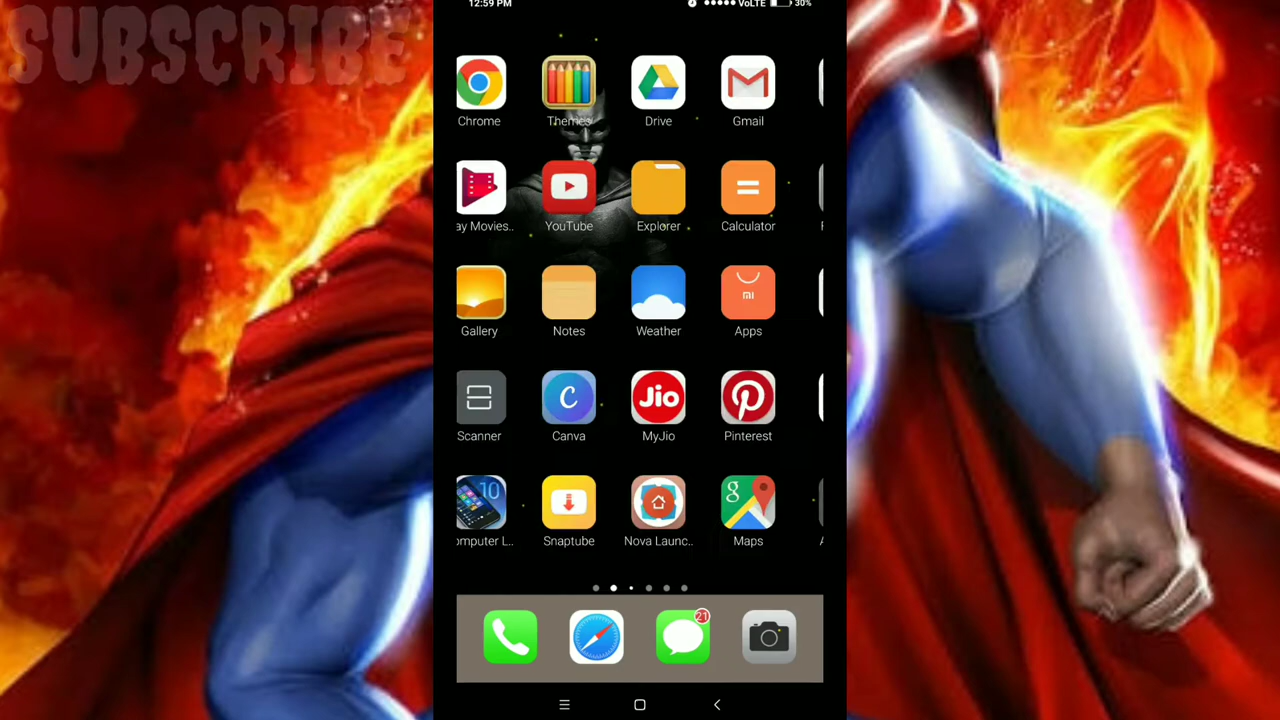 SUBSCRIBE
12:59 PM VoLTE 30%
Chrome Themes Drive Gmail
ay Movies.. YouTube Explorer Calculator
mi
Gallery Notes Weather Apps
C Jio
Scanner Canva MyJio Pinterest
10 g
omputer L.. Snaptube Nova Launc.. Maps
21